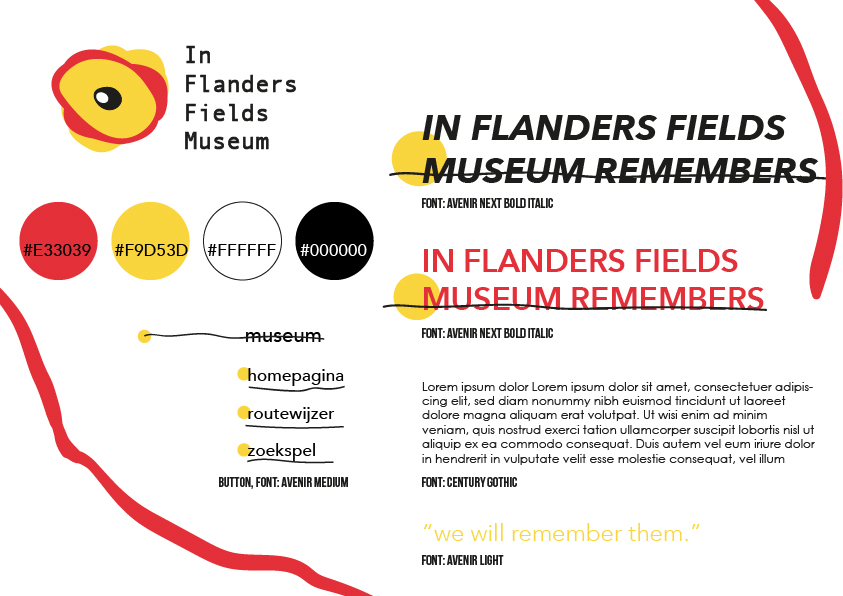 In
Flanders
Fields
Museum
#E33039
#F9D53D
#FFFFFF
#000000
museum
homepagina
routewijzer
zoekspel
BUTTON, FONT: AVENIR MEDIUM
IN FLANDERS FIELDS
MUSEUM REMEMBERS
FONT: AVENIR NEXT BOLD ITALIC
IN FLANDERS FIELDS
MUSEUM REMEMBERS
FONT: AVENIR NEXT BOLD ITALIC
Lorem ipsum dolor Lorem ipsum dolor sit amet, consectetuer adipis-
cing elit, sed diam nonummy nibh euismod tincidunt ut laoreet
dolore magna aliquam erat volutpat. Ut wisi enim ad minim
veniam, quis nostrud exerci tation ullamcorper suscipit lobortis nisl ut
aliquip ex ea commodo consequat. Duis autem vel eum iriure dolor
in hendrerit in vulputate velit esse molestie consequat, vel illum
FONT: CENTURY GOTHIC
“we will remember them.”
FONT: AVENIR LIGHT